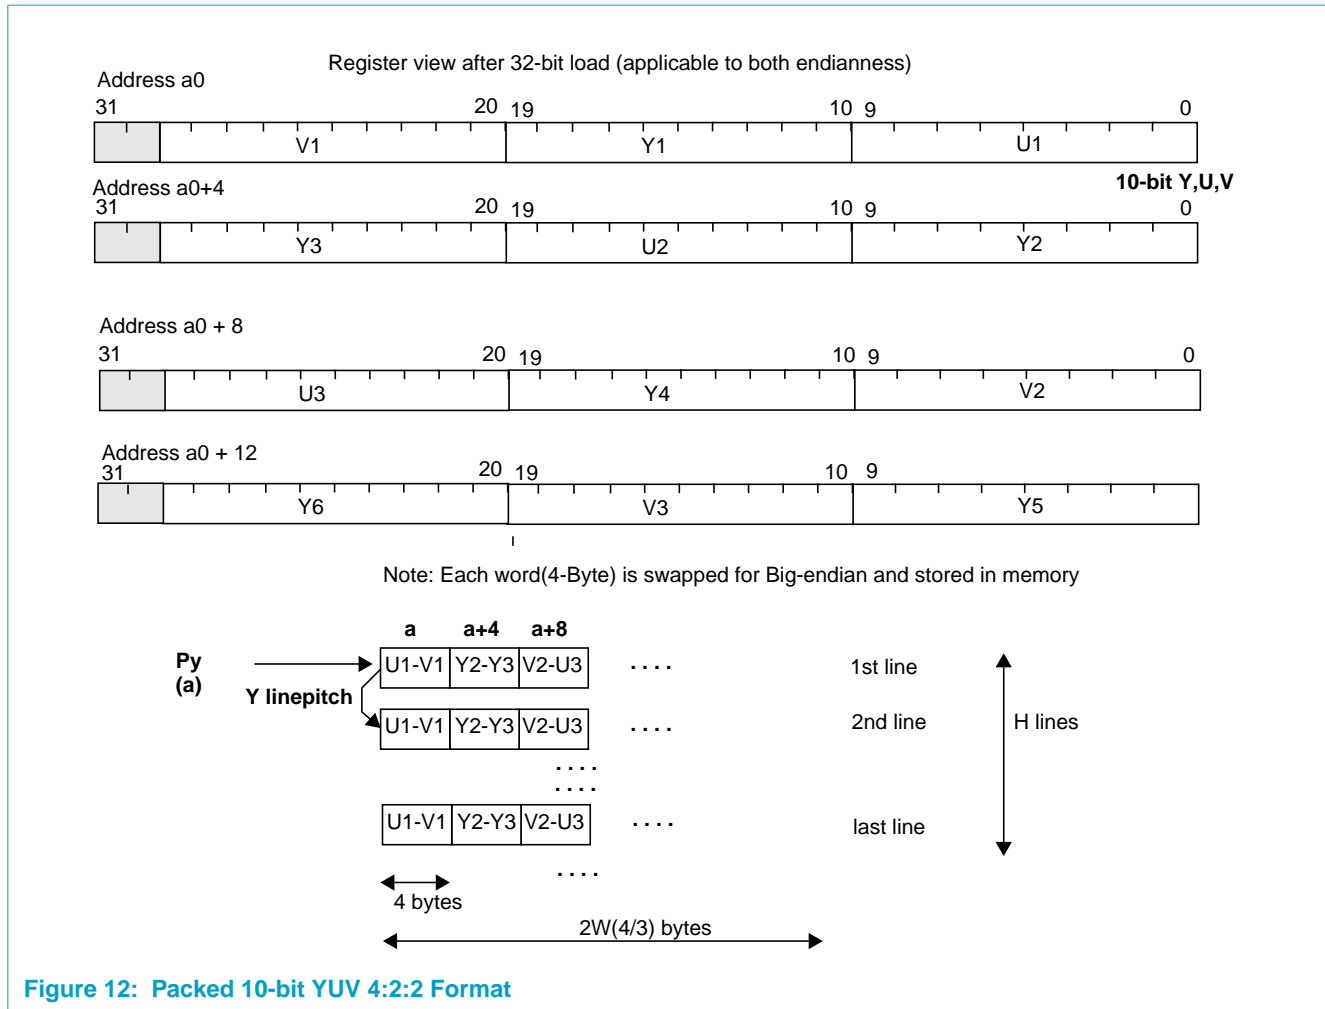 Register view after 32-bit load (applicable to both endianness)
Address a0
31 20 19 10 9 0
V1 Y1 U1
10-bit Y,U,V
Address a0+4
31 20 19 10 9 0
Y3 U2 Y2
Address a0 + 8
31 20 19 10 9 0
U3 Y4 V2
Address a0 + 12
31 20 19 10 9
Y6 V3 Y5
Note: Each word(4-Byte) is swapped for Big-endian and stored in memory
a a+4 a+8
Py
(a)
U1-V1 Y2-Y3 V2-U3 .... 1st line
Y linepitch
U1-V1 Y2-Y3 V2-U3 .... 2nd line
H lines
....
....
U1-V1 Y2-Y3 V2-U3 .... last line
....
4 bytes
2W(4/3) bytes
Figure 12: Packed 10-bit YUV 4:2:2 Format